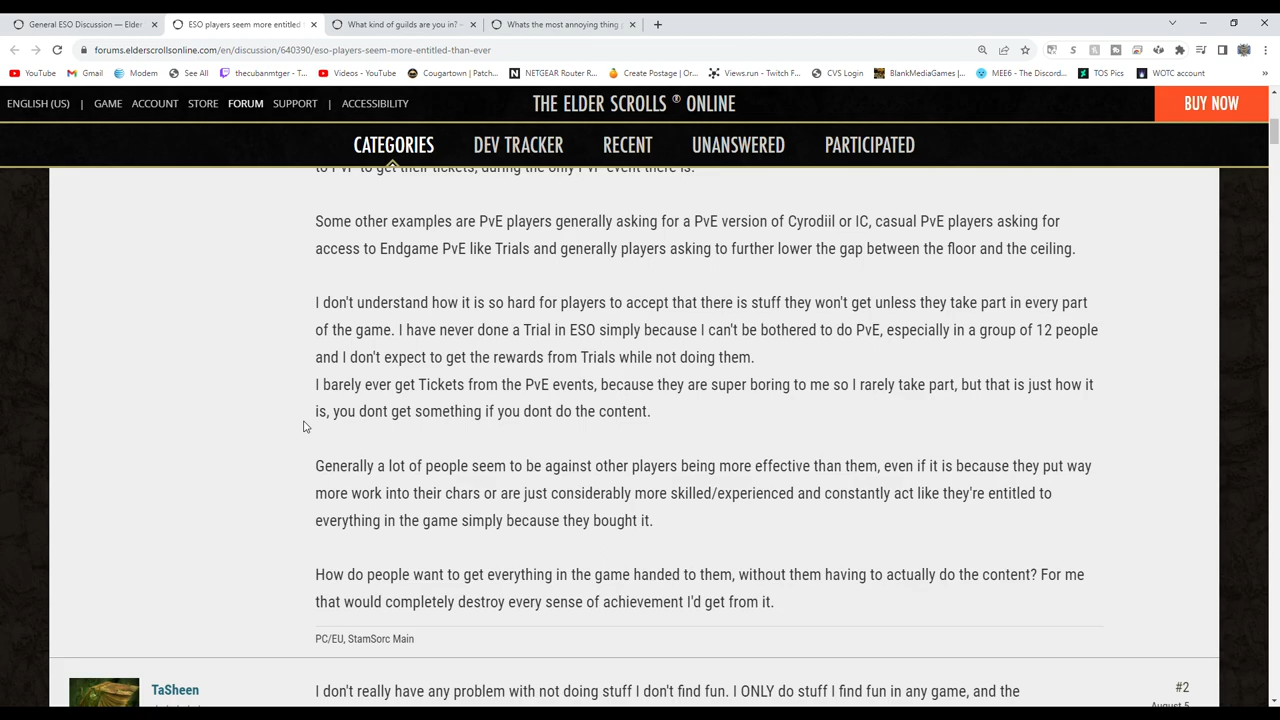 General ESO Discussion — Elder
ESO players seem more entitled
What kind of guilds are you in? –
Whats the most annoying thing
forums.elderscrollsonline.com/en/discussion/640390/eso-players-seem-more-entitled-than-ever
YouTube Gmail Modem See All thecubanmtger - T... Videos - YouTube Cougartown | Patch... NETGEAR Router R... Create Postage | Or... Views.run - Twitch F... CVS Login BlankMediaGames |... MEE6 - The Discord... TOS Pics WOTC account »
ENGLISH (US) | GAME ACCOUNT STORE FORUM SUPPORT | ACCESSIBILITY
THE ELDER SCROLLS ® ONLINE
BUY NOW
CATEGORIES DEV TRACKER RECENT UNANSWERED PARTICIPATED
to PvP to get their tickets, during the only PvP event there is.
Some other examples are PvE players generally asking for a PvE version of Cyrodiil or IC, casual PvE players asking for
access to Endgame PvE like Trials and generally players asking to further lower the gap between the floor and the ceiling.
I don't understand how it is so hard for players to accept that there is stuff they won't get unless they take part in every part
of the game. I have never done a Trial in ESO simply because I can't be bothered to do PvE, especially in a group of 12 people
and I don't expect to get the rewards from Trials while not doing them.
I barely ever get Tickets from the PvE events, because they are super boring to me so I rarely take part, but that is just how it
is, you dont get something if you dont do the content.
Generally a lot of people seem to be against other players being more effective than them, even if it is because they put way
more work into their chars or are just considerably more skilled/experienced and constantly act like they're entitled to
everything in the game simply because they bought it.
How do people want to get everything in the game handed to them, without them having to actually do the content? For me
that would completely destroy every sense of achievement I'd get from it.
PC/EU, StamSorc Main
TaSheen
I don't really have any problem with not doing stuff I don't find fun. I ONLY do stuff I find fun in any game, and the
#2
August 5